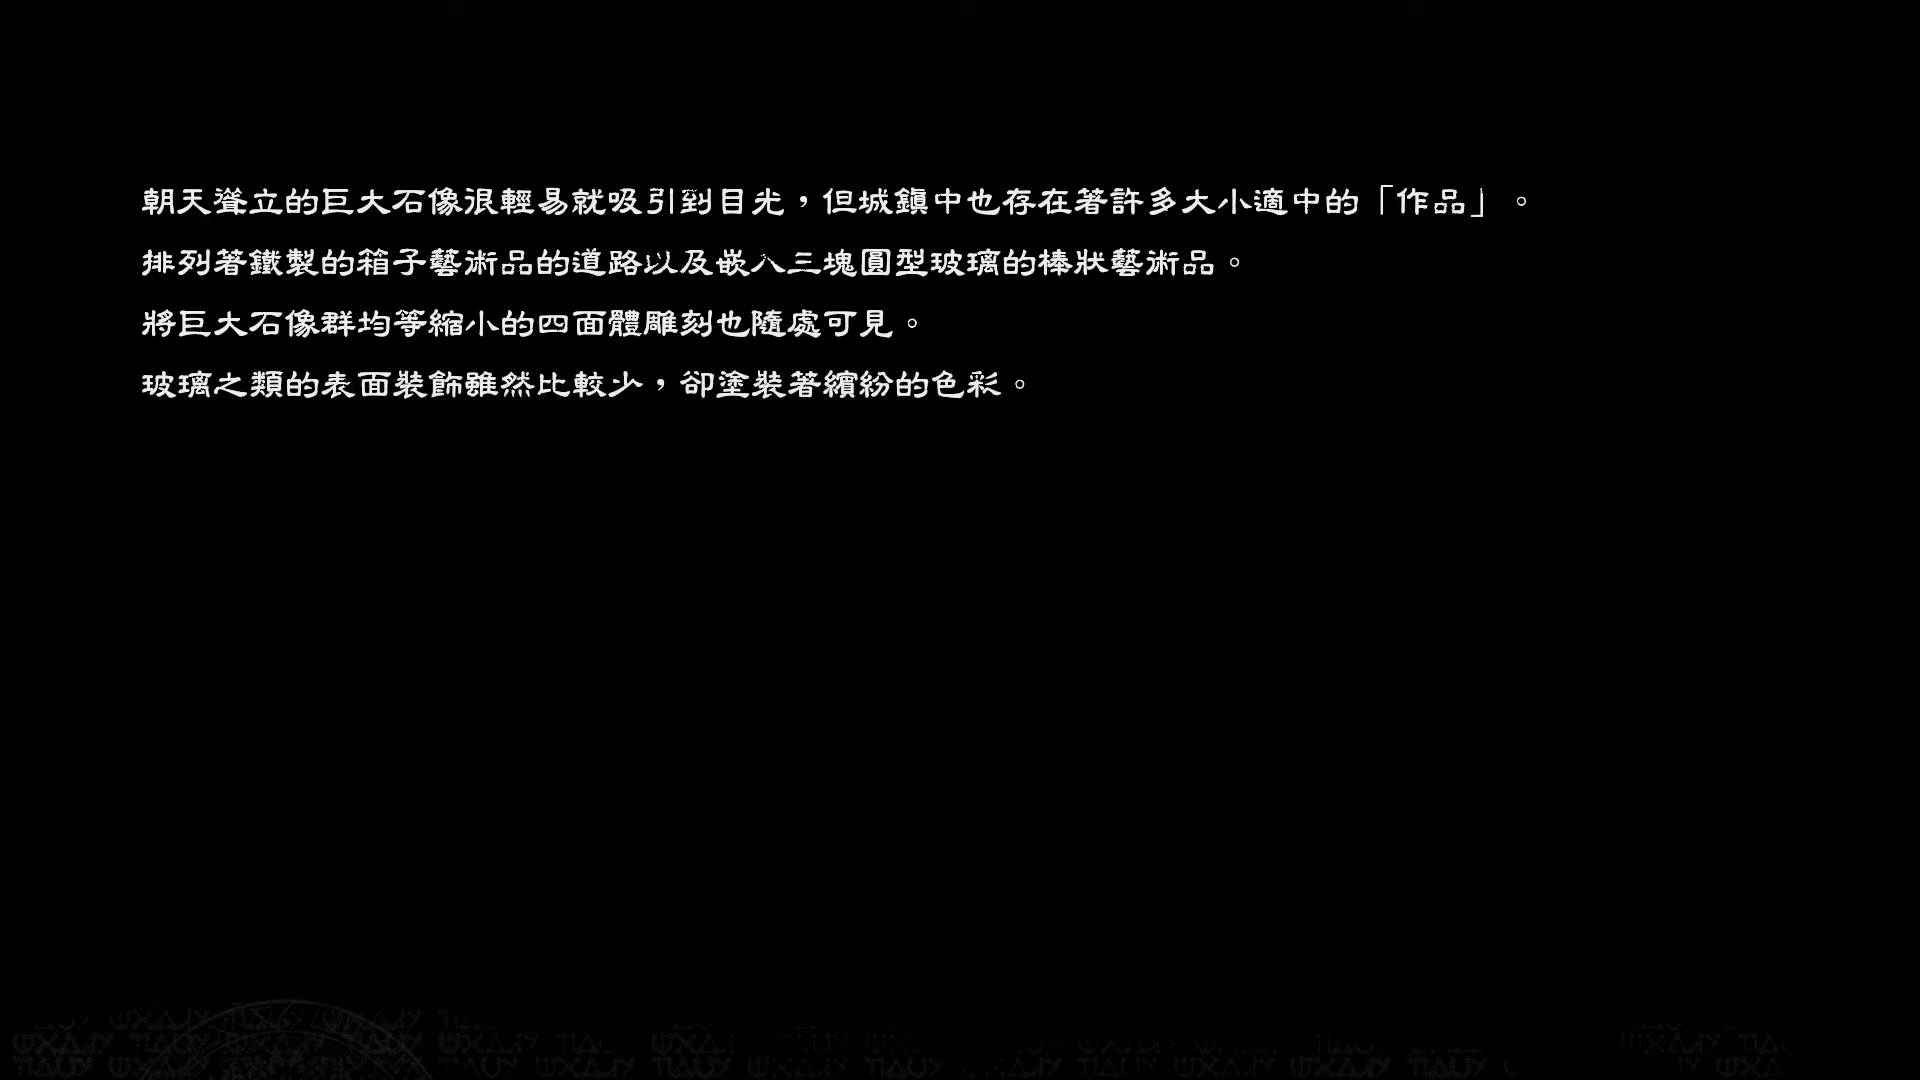 朝天聳立的巨大石像很輕易就吸引到目光，但城鎮中也存在著許多大小適中的「作品」。
排列著鐵製的箱子藝術品的道路以及嵌入三塊圓型玻璃的棒狀藝術品。
將巨大石像群均等縮小的四面體雕刻也隨處可見。
玻璃之類的表面裝飾雖然比較少，卻塗裝著繽紛的色彩。